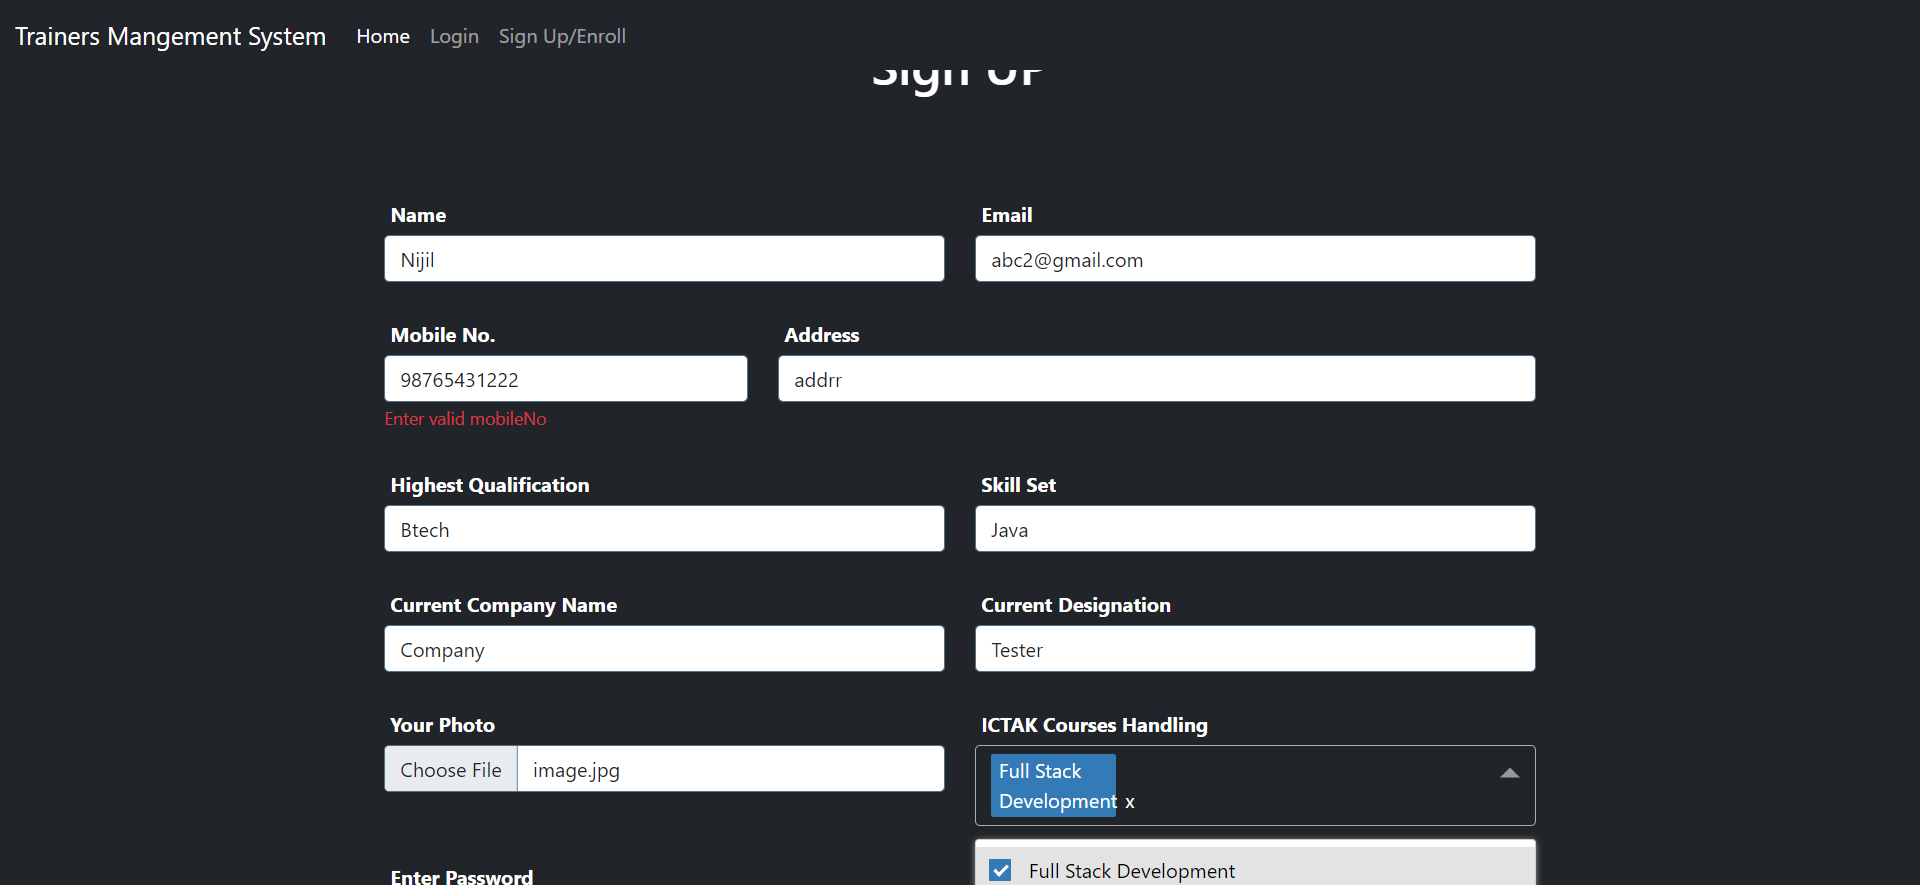 Trainers Mangement System Home Login Sign Up/Enroll
Sign UP
Name Email
Nijil abc2@gmail.com
Mobile No. Address
98765431222 addrr
Enter valid mobileNo
Highest Qualification Skill Set
Btech Java
Current Company Name Current Designation
Company Tester
Your Photo ICTAK Courses Handling
Choose File image.jpg Full Stack
Development x
Enter Password Full Stack Development